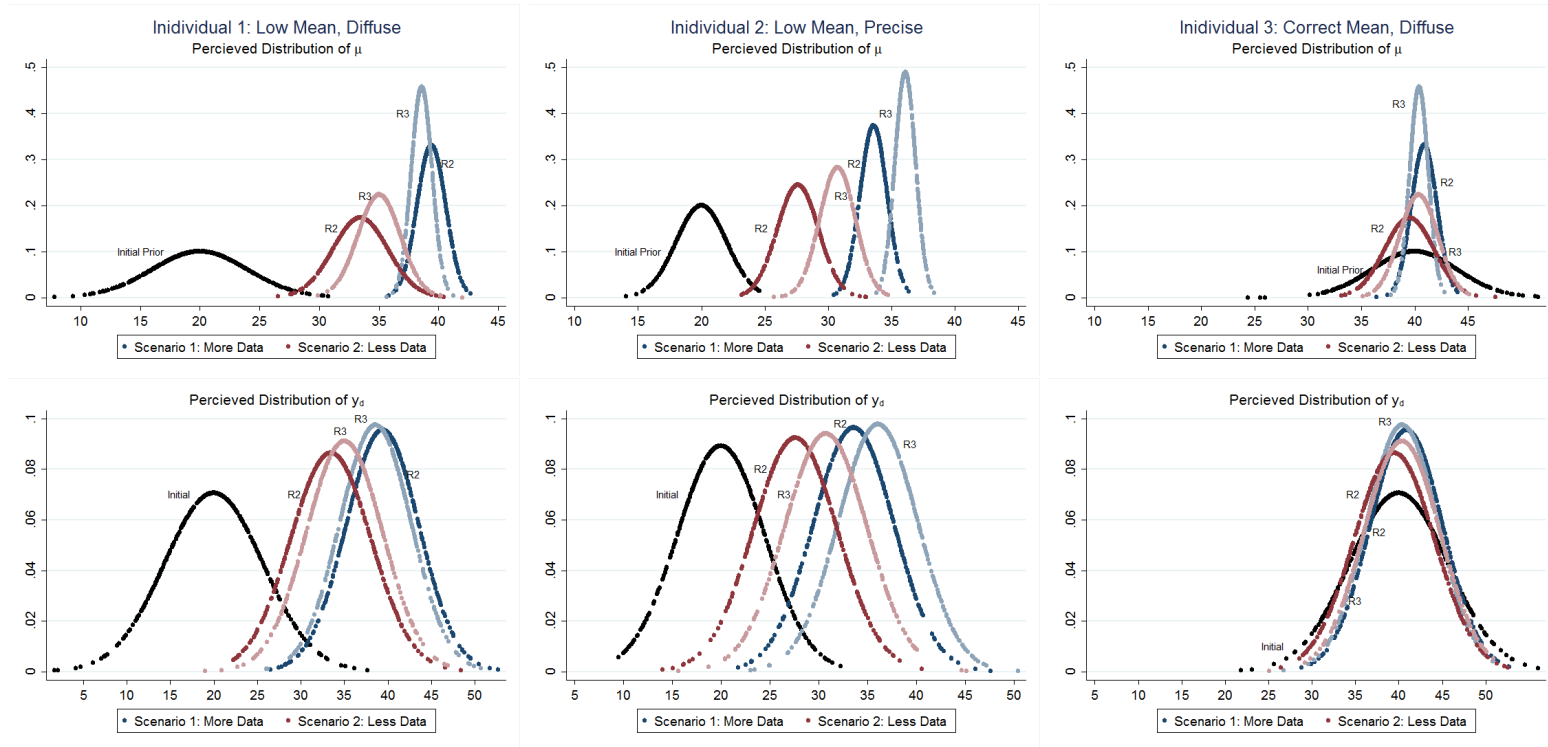 Inidividual 1: Low Mean, Diffuse
Percieved Distribution of μ
.5
.4
.3
.2
.1
0
Initial Prior
R2
R3
R3
R2
10 15 20 25 30 35 40 45
Scenario 1: More Data Scenario 2: Less Data
Inidividual 2: Low Mean, Precise
Percieved Distribution of μ
.5
.4
.3
.2
.1
0
Initial Prior
R2
R3
R2
R3
10 15 20 25 30 35 40 45
Scenario 1: More Data Scenario 2: Less Data
Inidividual 3: Correct Mean, Diffuse
Percieved Distribution of μ
.5
.4
.3
.2
.1
0
Initial Prior
R2
R3
R2
R3
10 15 20 25 30 35 40 45
Scenario 1: More Data Scenario 2: Less Data
Percieved Distribution of yd
.1
.08
.06
.04
.02
0
Initial
R2
R3
R3
R2
5 10 15 20 25 30 35 40 45 50
Scenario 1: More Data Scenario 2: Less Data
Percieved Distribution of yd
.1
.08
.06
.04
.02
0
Initial
R2
R3
R2
R3
5 10 15 20 25 30 35 40 45 50
Scenario 1: More Data Scenario 2: Less Data
Percieved Distribution of yd
.1
.08
.06
.04
.02
0
R3
R2
R2
R3
Initial
5 10 15 20 25 30 35 40 45 50
Scenario 1: More Data Scenario 2: Less Data